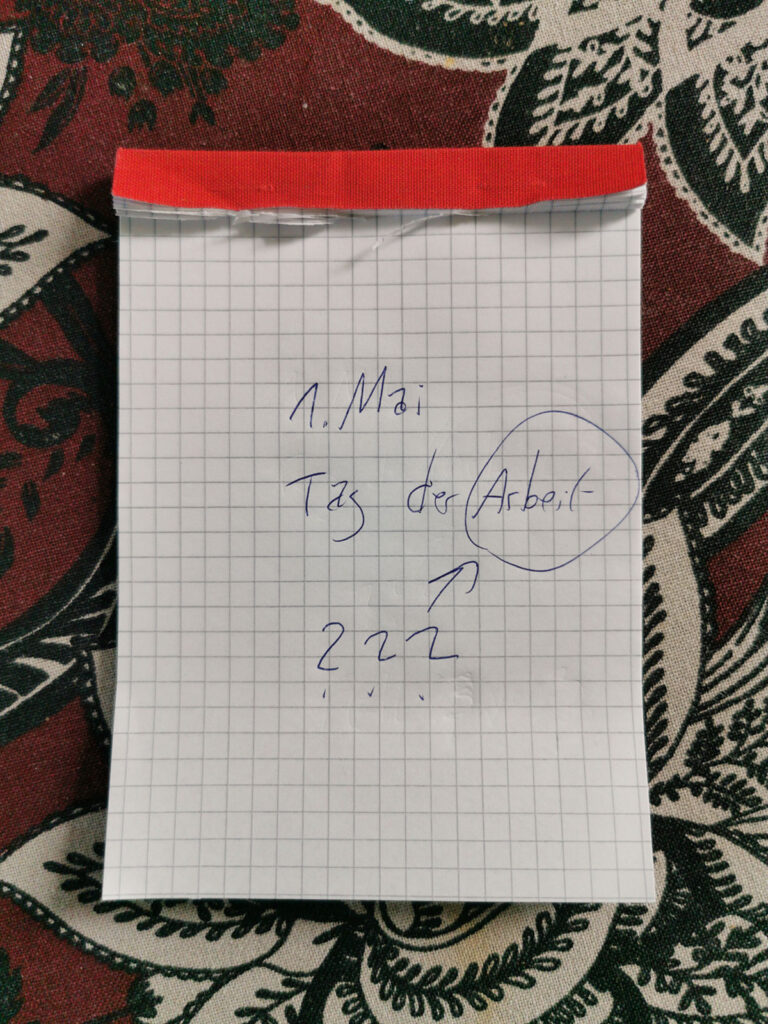 1. Mai
Tag der Arbeit
???